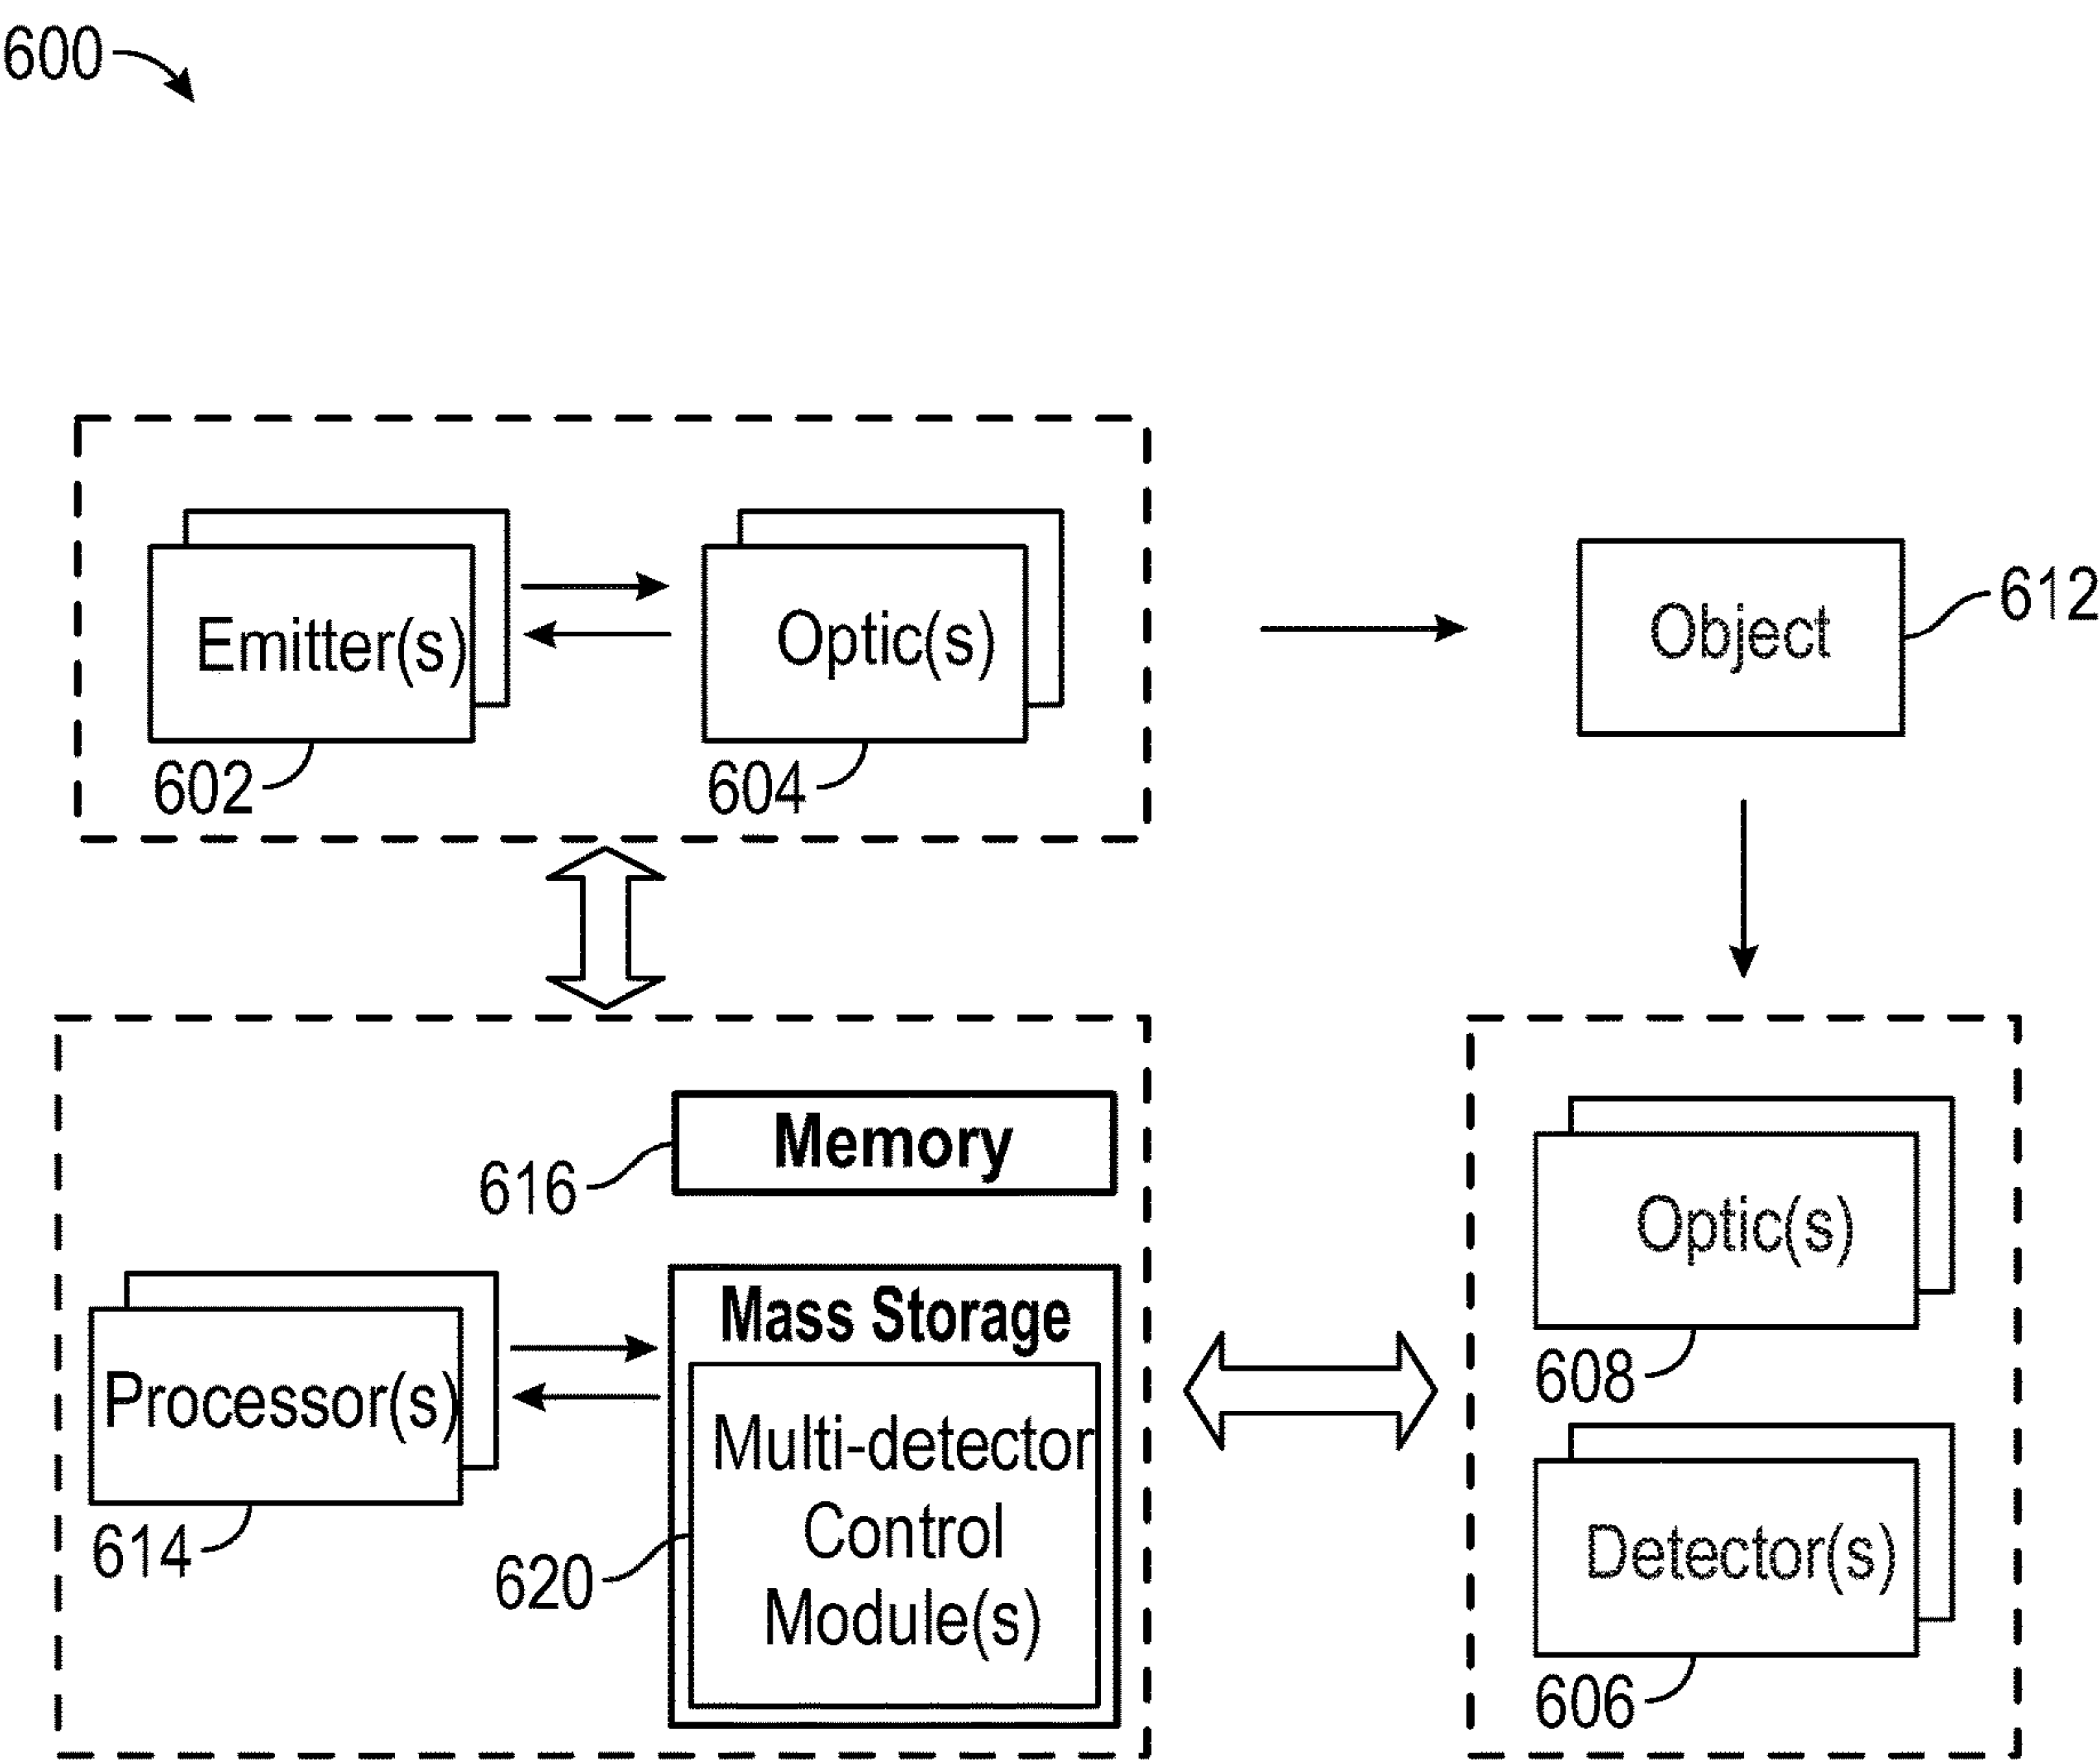 600
Emitter(s)
Optic(s)
Object
612
602
604
Memory
616
Mass Storage
Processor(s)
Multi-detector
Control
Module(s)
614
620
Optic(s)
608
Detector(s)
606